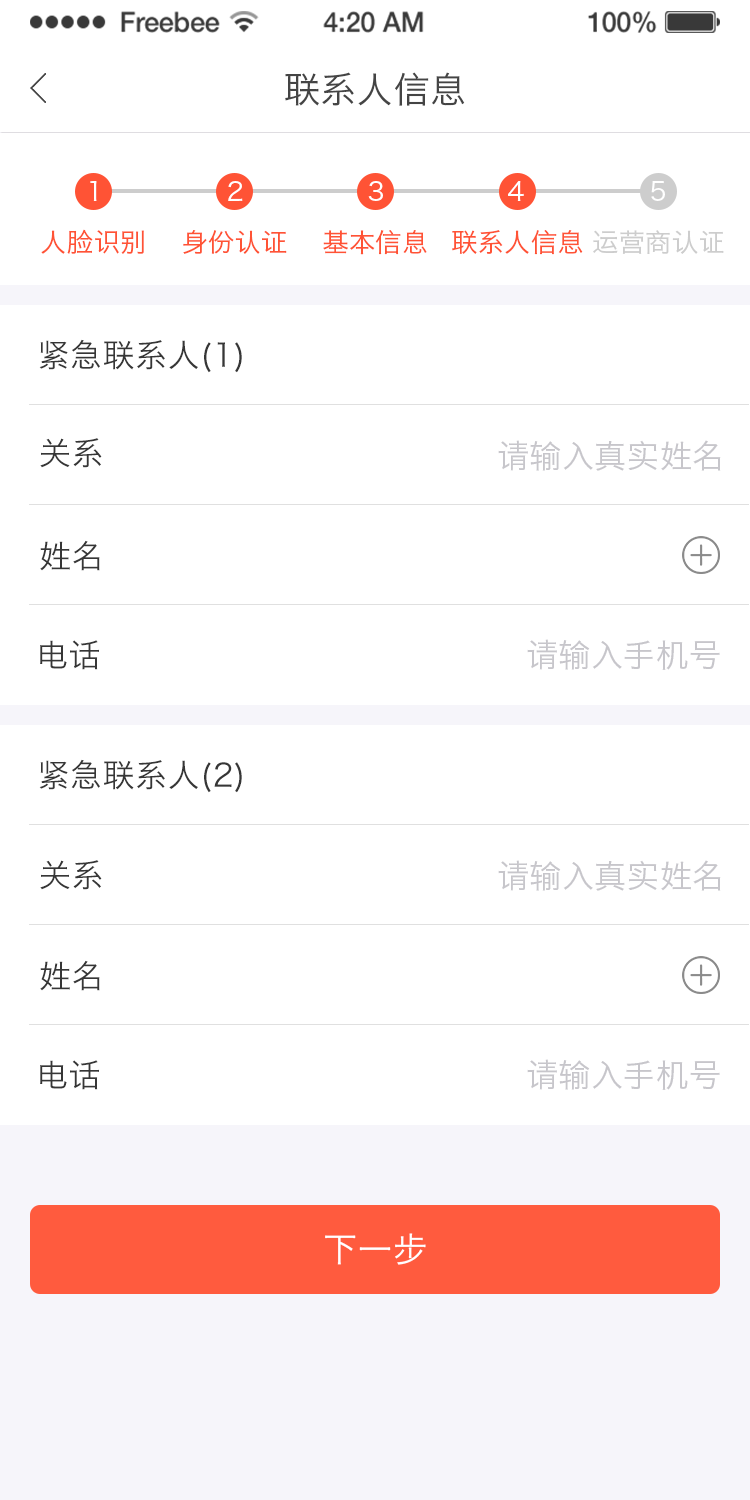 Freebee 4:20 AM 100%
联系人信息
1 2 3 4 5
人脸识别 身份认证 基本信息 联系人信息 运营商认证
紧急联系人(1)
关系 请输入真实姓名
姓名
电话 请输入手机号
紧急联系人(2)
关系 请输入真实姓名
姓名
电话 请输入手机号
下一步